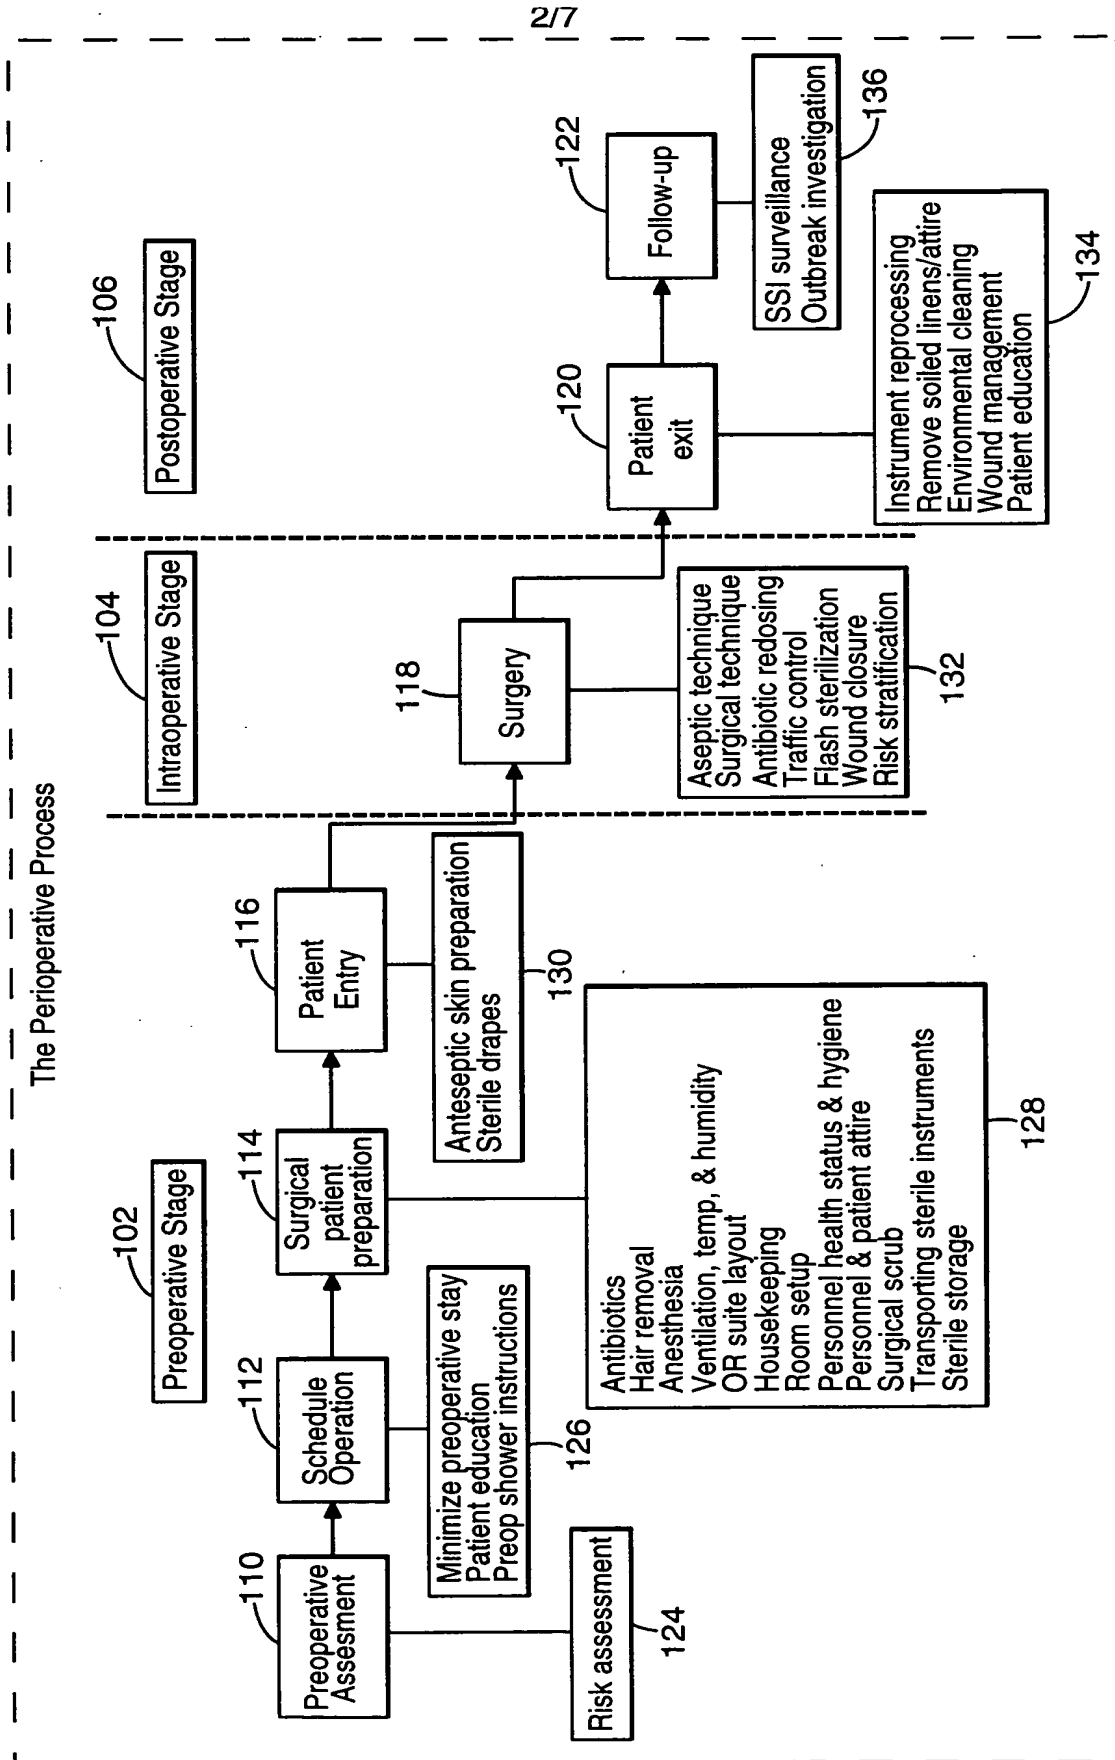 2/7
The Perioperative Process
102
Preoperative Stage
104
Intraoperative Stage
106
Postoperative Stage
110
Preoperative
Assesment
112
Schedule
Operation
114
Surgical
patient
preparation
116
Patient
Entry
118
Surgery
120
Patient
exit
122
Follow-up
Risk assessment
124
Minimize preoperative stay
Patient education
Preop shower instructions
126
Antibiotics
Hair removal
Anesthesia
Ventilation, temp, & humidity
OR suite layout
Housekeeping
Room setup
Personnel health status & hygiene
Personnel & patient attire
Surgical scrub
Transporting sterile instruments
Sterile storage
128
Anteseptic skin preparation
Sterile drapes
130
Aseptic technique
Surgical technique
Antibiotic redosing
Traffic control
Flash sterilization
Wound closure
Risk stratification
132
Instrument reprocessing
Remove soiled linens/attire
Environmental cleaning
Wound management
Patient education
134
SSI surveillance
Outbreak investigation
136